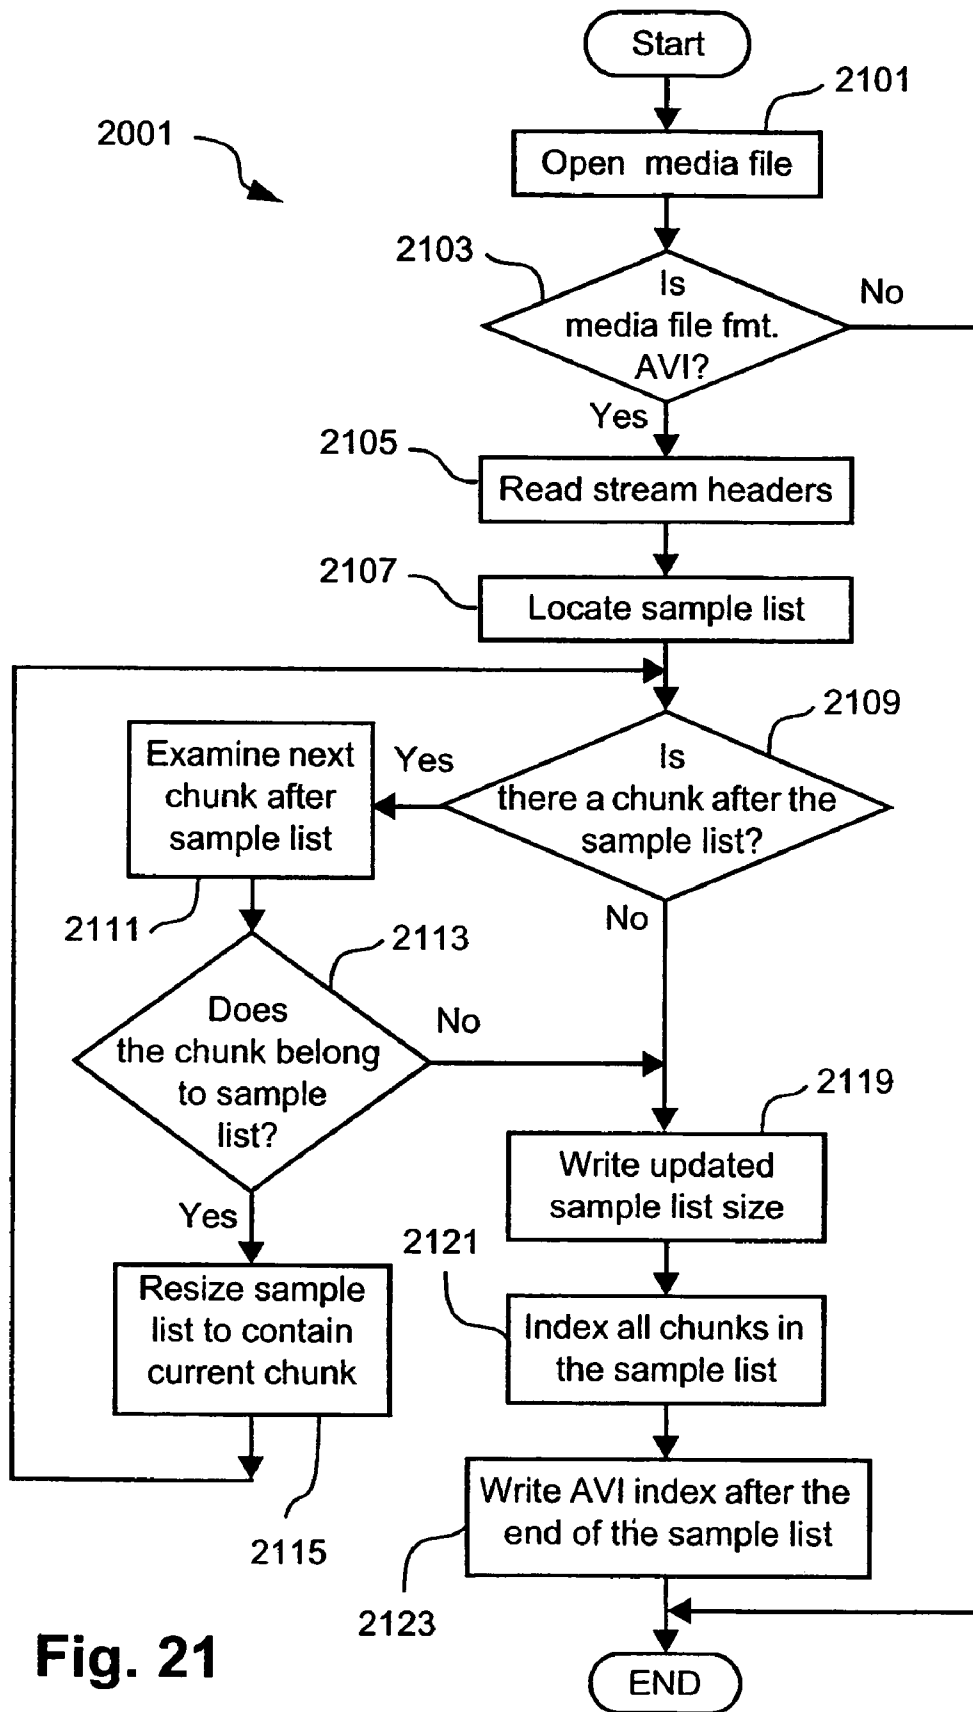 Start
2101
2001
Open media file
2103
Is
media file fmt.
AVI?
No
Yes
2105
Read stream headers
2107
Locate sample list
2109
Is
there a chunk after the
sample list?
Yes
Examine next
chunk after
sample list
No
2111
2113
Does
the chunk belong
to sample
list?
No
2119
Write updated
sample list size
Yes
2121
Resize sample
list to contain
current chunk
Index all chunks in
the sample list
2115
Write AVI index after the
end of the sample list
2123
Fig. 21
END